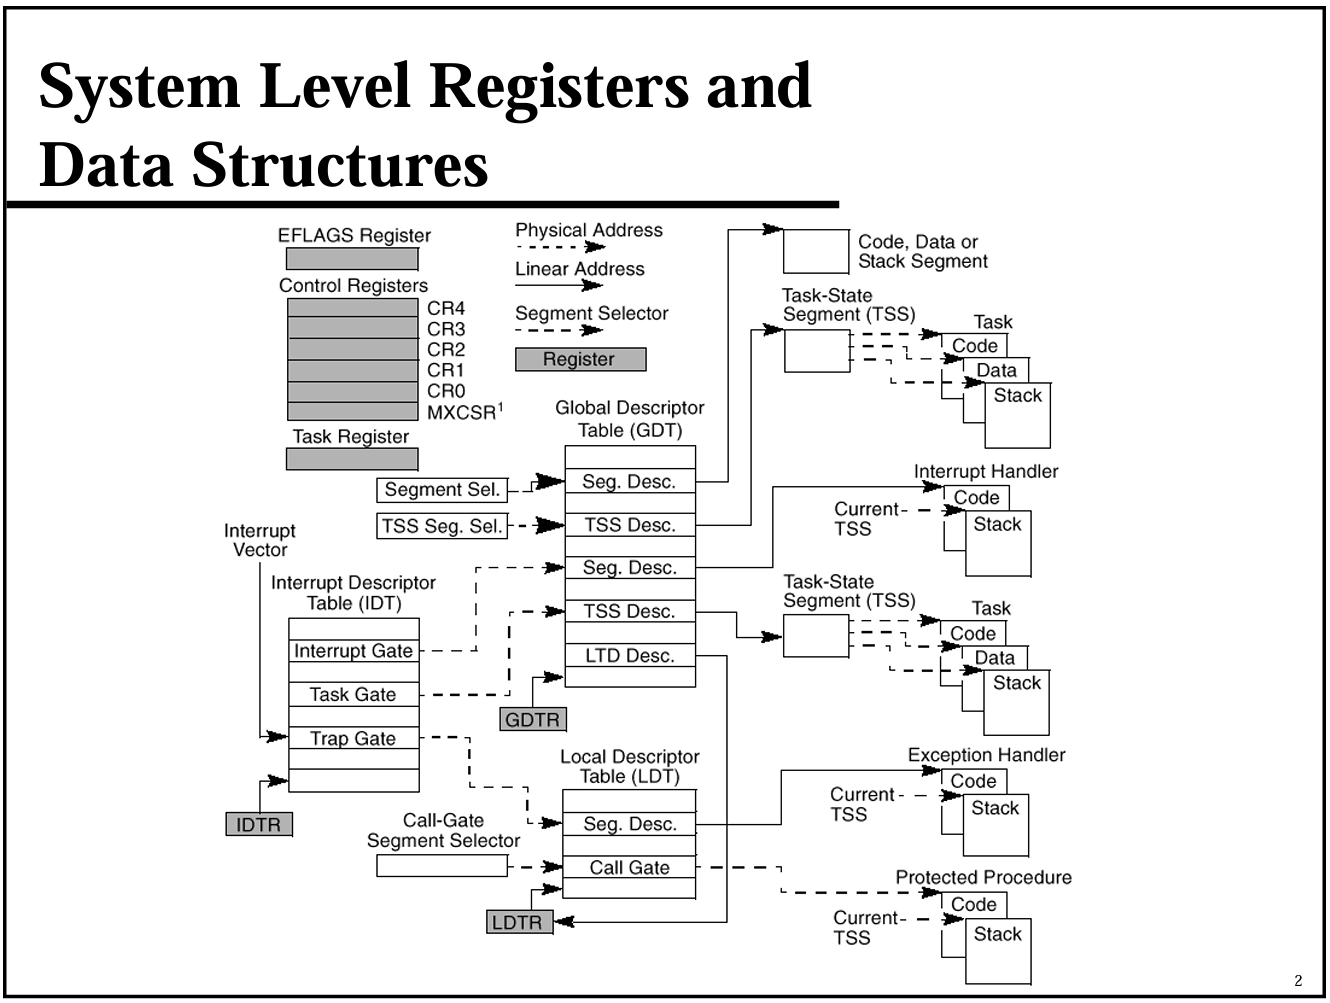 System Level Registers and
Data Structures
EFLAGS Register
Control Registers
CR4
CR3
CR2
CR1
CR0
MXCSR¹
Task Register
Physical Address
Linear Address
Segment Selector
Register
Code, Data or
Stack Segment
Task-State
Segment (TSS)
Task
Code
Data
Stack
Global Descriptor
Table (GDT)
Segment Sel.
Seg. Desc.
TSS Seg. Sel.
TSS Desc.
Seg. Desc.
TSS Desc.
LTD Desc.
GDTR
Interrupt Handler
Code
Current
TSS
Stack
Interrupt
Vector
Interrupt Descriptor
Table (IDT)
Interrupt Gate
Task Gate
Trap Gate
IDTR
Task-State
Segment (TSS)
Task
Code
Data
Stack
Local Descriptor
Table (LDT)
Seg. Desc.
Call Gate
Call-Gate
Segment Selector
LDTR
Exception Handler
Code
Current
TSS
Stack
Protected Procedure
Code
Current
TSS
Stack
2